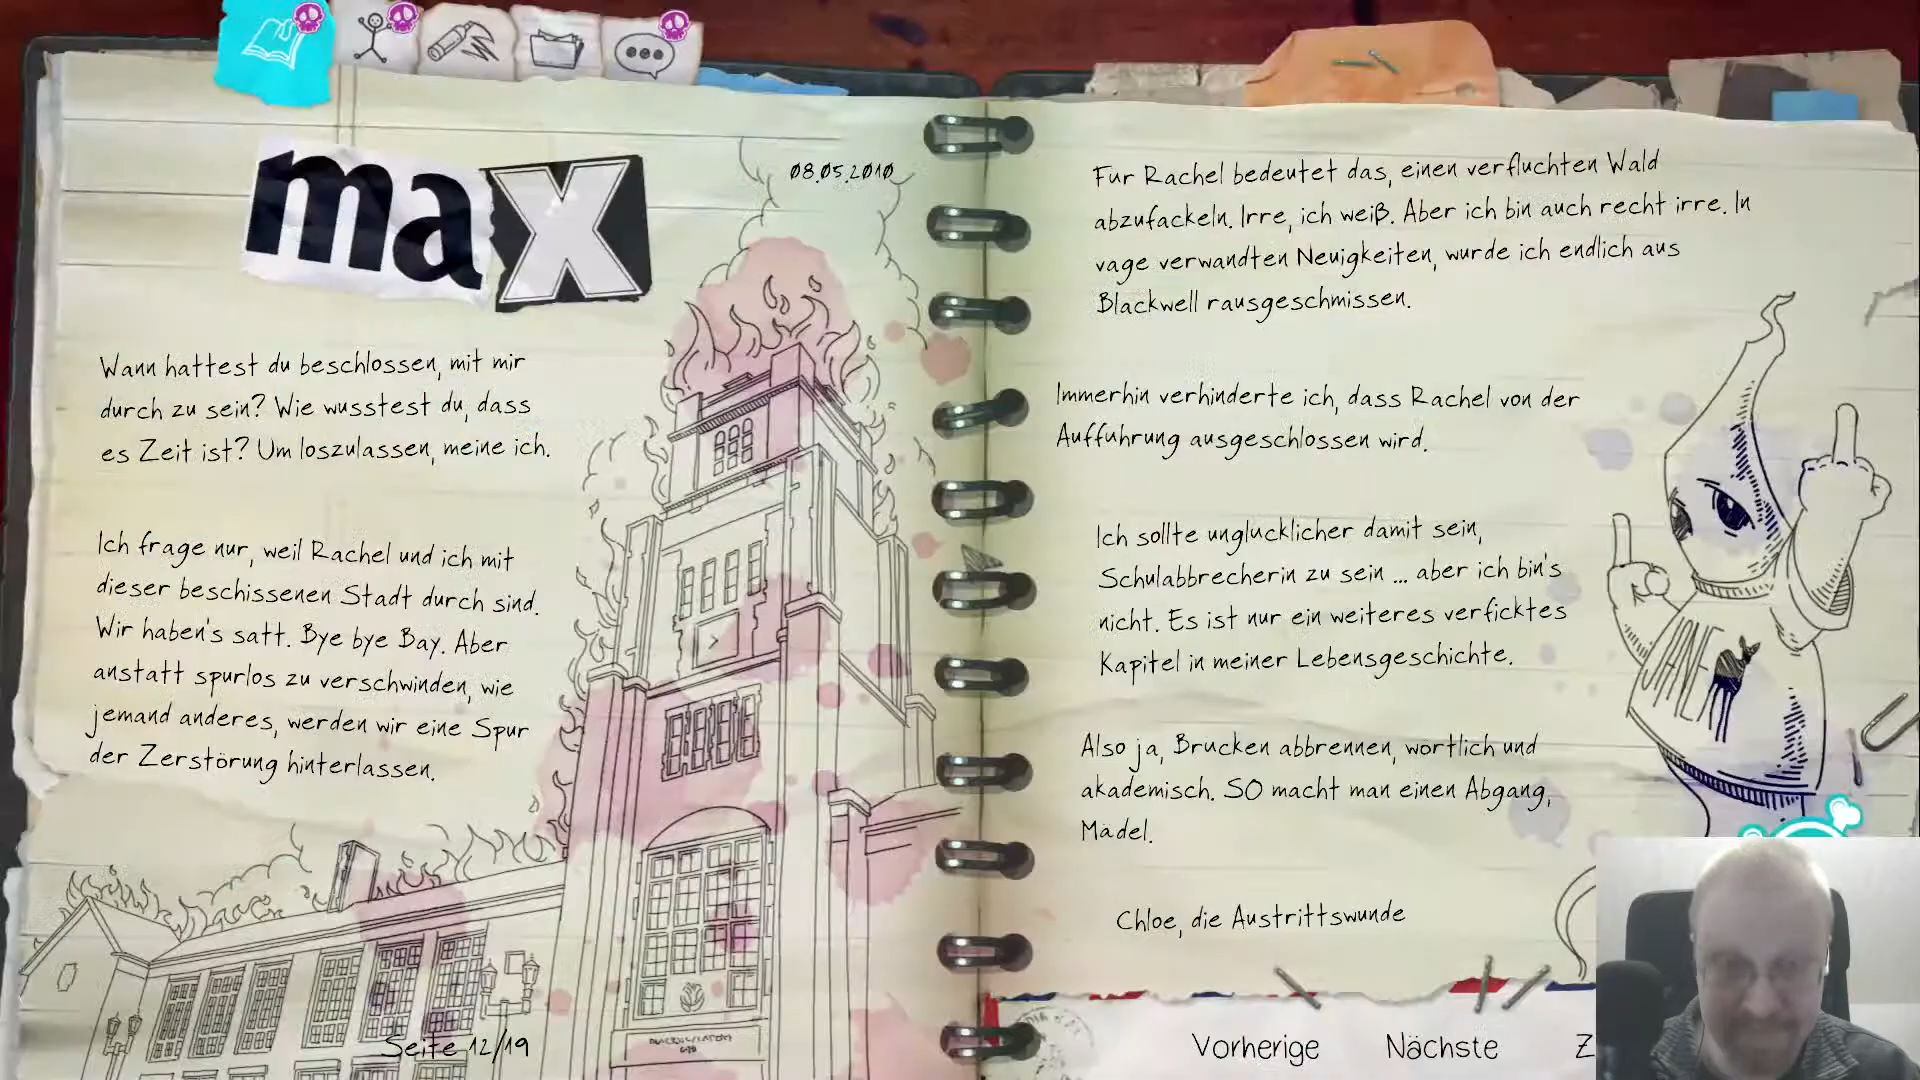 max
08.05.2010
Wann hattest du beschlossen, mit mir
durch zu sein? Wie wusstest du, dass
es Zeit ist? Um loszulassen, meine ich.
Ich frage nur, weil Rachel und ich mit
dieser beschissenen Stadt durch sind.
Wir haben's satt. Bye bye Bay. Aber
anstatt spurlos zu verschwinden, wie
jemand anderes, werden wir eine Spur
der Zerstörung hinterlassen.
Seite 12/19
Fur Rachel bedeutet das, einen verfluchten Wald
abzufackeln. Irre, ich weiß. Aber ich bin auch recht irre. In
vage verwandten Neuigkeiten, wurde ich endlich aus
Blackwell rausgeschmissen.
Immerhin verhinderte ich, dass Rachel von der
Auffuhrung ausgeschlossen wird.
Ich sollte unglucklicher damit sein,
Schulabbrecherin zu sein ... aber ich bin's
nicht. Es ist nur ein weiteres verficktes
Kapitel in meiner Lebensgeschichte.
Also ja, Brucken abbrennen, wortlich und
akademisch. SO macht man einen Abgang,
Madel.
Chloe, die Austrittswunde
JANE
Vorherige Nächste Z